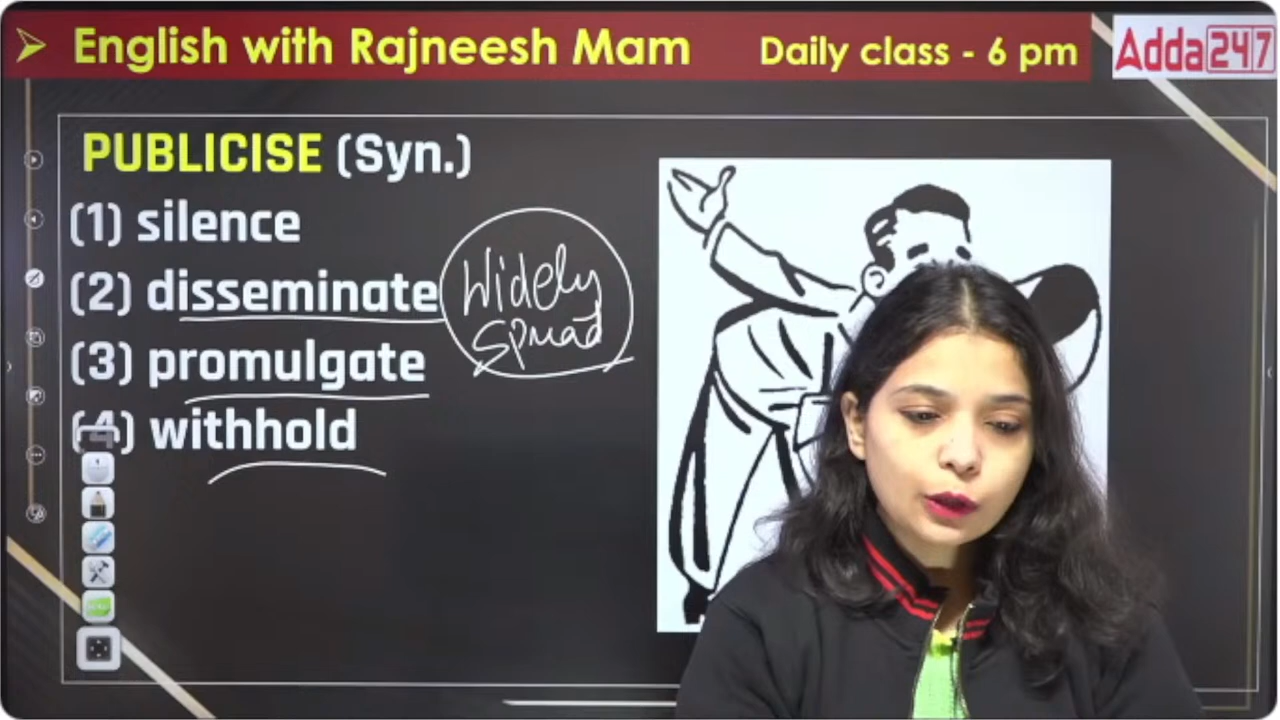 English with Rajneesh Mam Daily class - 6 pm Adda247
PUBLICISE (Syn.)
(1) silence
(2) disseminate
Widely
Spread
(3) promulgate
(4) withhold